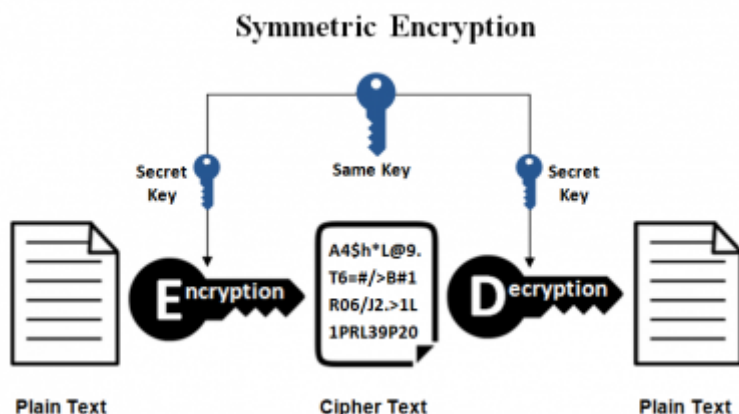 Symmetric Encryption
Secret
Key
Same Key
Secret
Key
A4$h*L@9.
T6=#/>B#1
R06/J2.>1L
1PRL39P20
Encryption
Decryption
Plain Text
Cipher Text
Plain Text